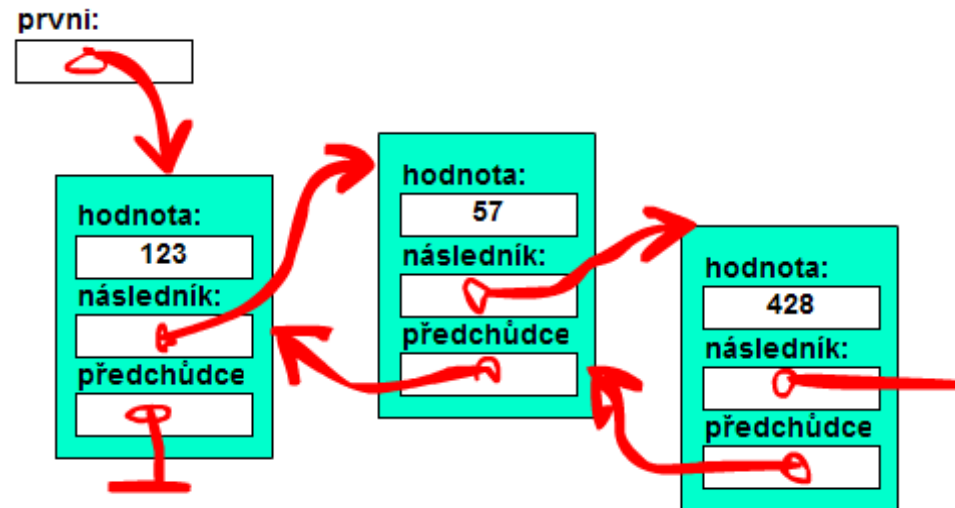 prvni:
hodnota:
123
následník:
předchůdce
hodnota:
57
následník:
předchůdce
hodnota:
428
následník:
předchůdce